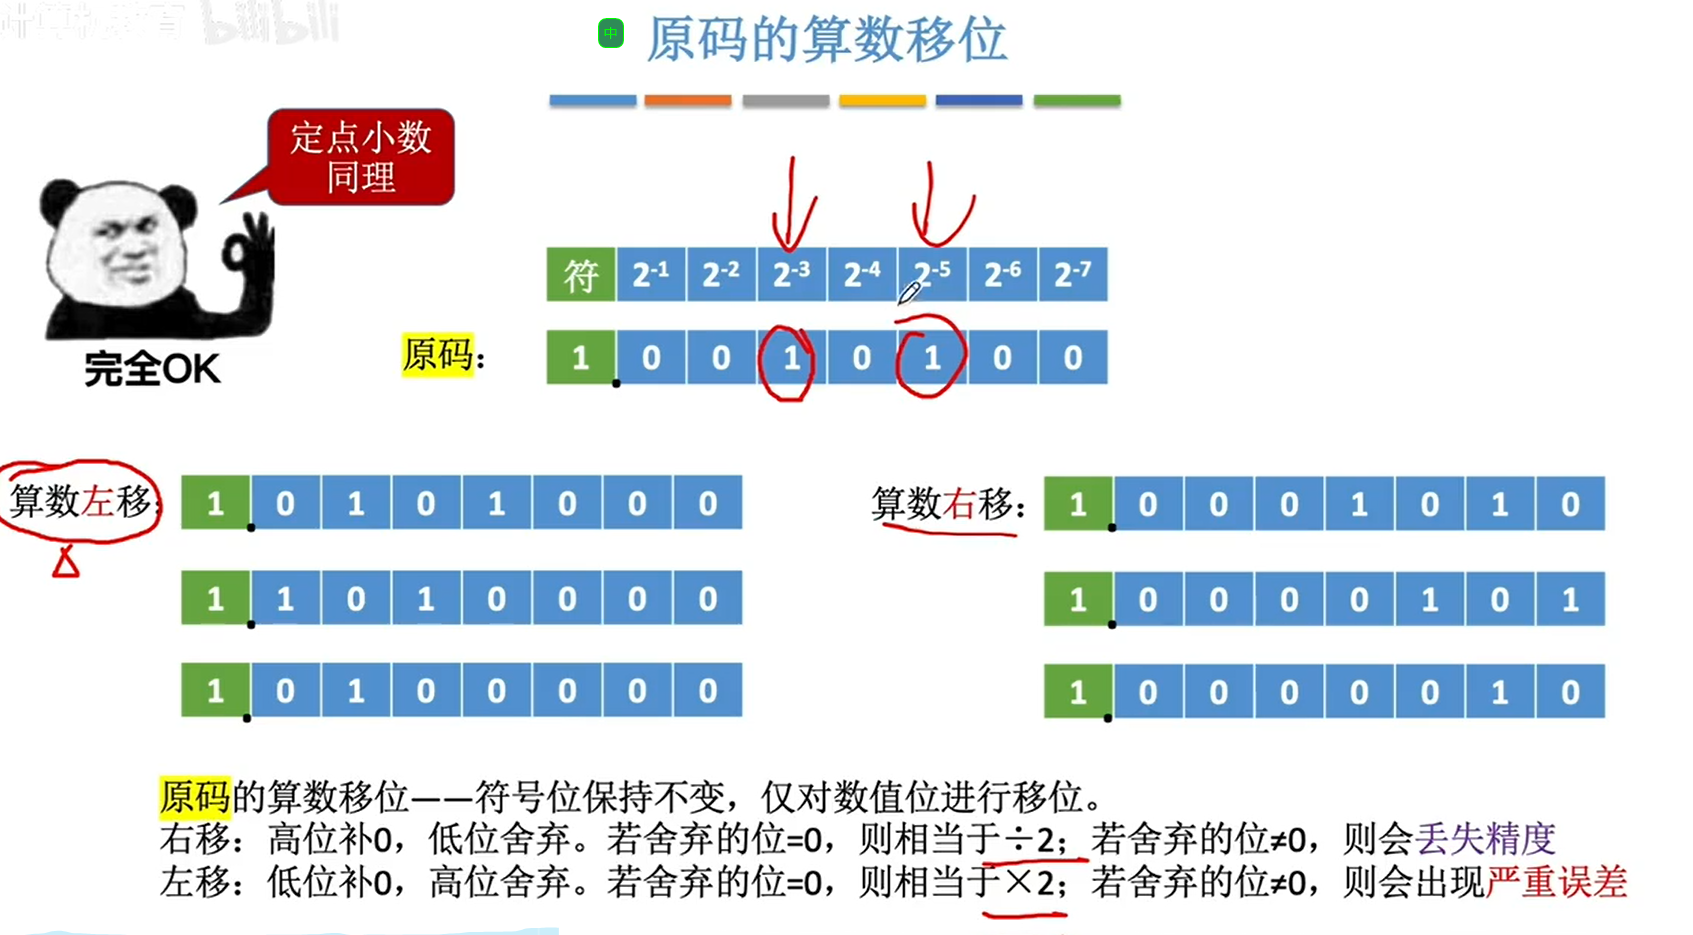 bilibili
中
原码的算数移位
定点小数
同理
完全OK
符 2⁻¹ 2⁻² 2⁻³ 2⁻⁴ 2⁻⁵ 2⁻⁶ 2⁻⁷
原码: 1 . 0 0 1 0 1 0 0
算数左移: 1 . 0 1 0 1 0 0 0
1 . 1 0 1 0 0 0 0
1 . 0 1 0 0 0 0 0
算数右移: 1 . 0 0 0 1 0 1 0
1 . 0 0 0 0 1 0 1
1 . 0 0 0 0 0 1 0
原码的算数移位——符号位保持不变，仅对数值位进行移位。
右移：高位补0，低位舍弃。若舍弃的位=0，则相当于÷2；若舍弃的位≠0，则会丢失精度
左移：低位补0，高位舍弃。若舍弃的位=0，则相当于×2；若舍弃的位≠0，则会出现严重误差